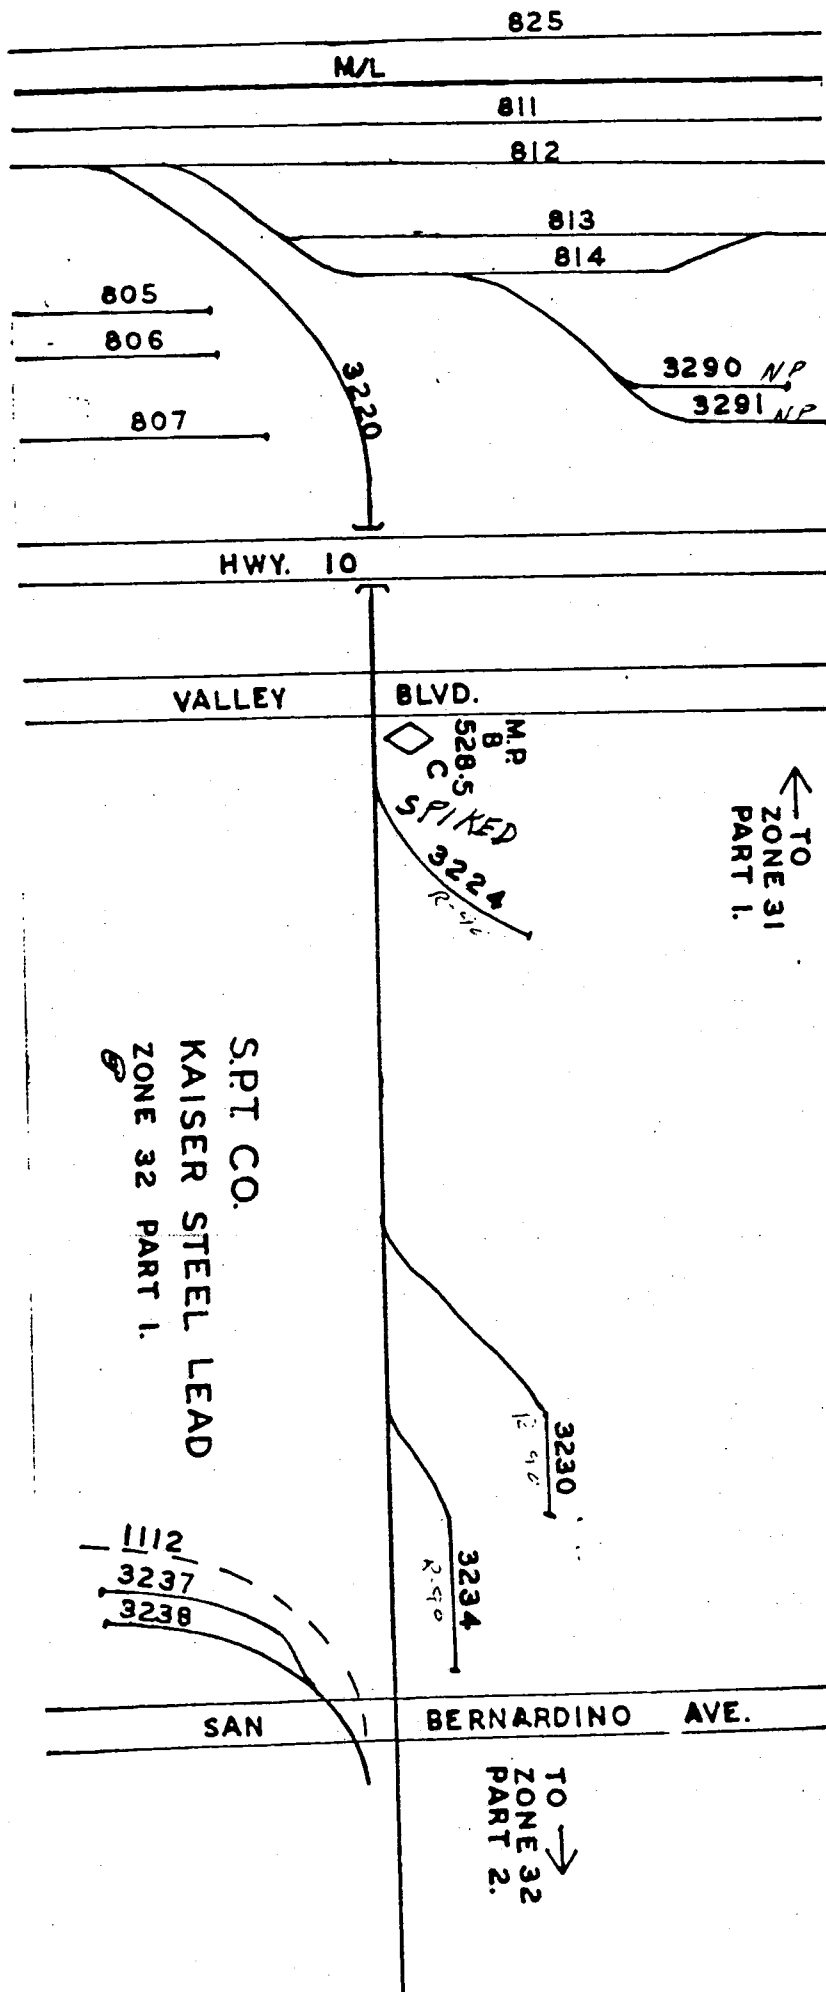 825
M/L
811
812
813
814
805
806
807
3220
3290 NP
3291 NP
HWY. 10
VALLEY BLVD.
M.P.
B
528.5
C
SPIKED
3224
TO
ZONE 31
PART 1.
S.P.T. CO.
KAISER STEEL LEAD
ZONE 32 PART 1.
3230
3234
R-90
1112
3237
3238
SAN BERNARDINO AVE.
TO
ZONE 32
PART 2.